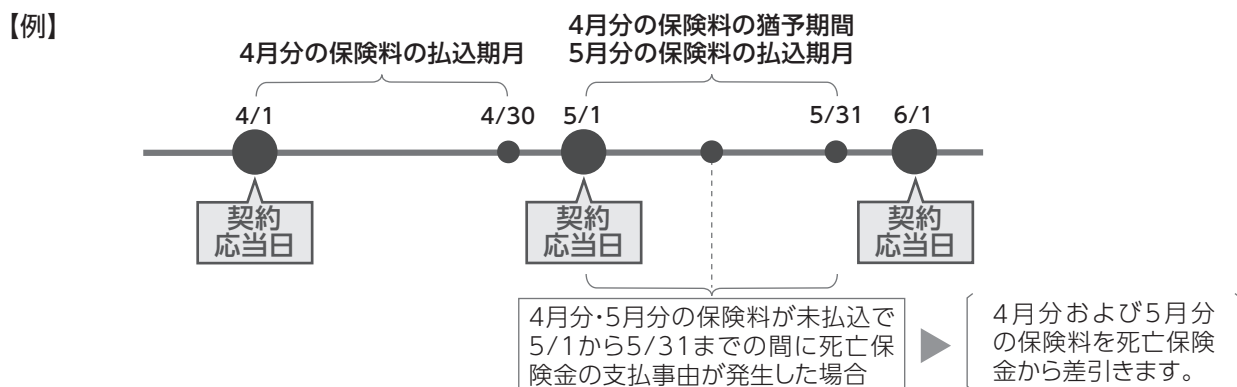 【例】
4月分の保険料の猶予期間
4月分の保険料の払込期月
5月分の保険料の払込期月
4/1
4/30
5/1
5/31
6/1
契約
応当日
契約
応当日
契約
応当日
4月分・5月分の保険料が未払込で
5/1から5/31までの間に死亡保
険金の支払事由が発生した場合
4月分および5月分
の保険料を死亡保険
金から差引きます。